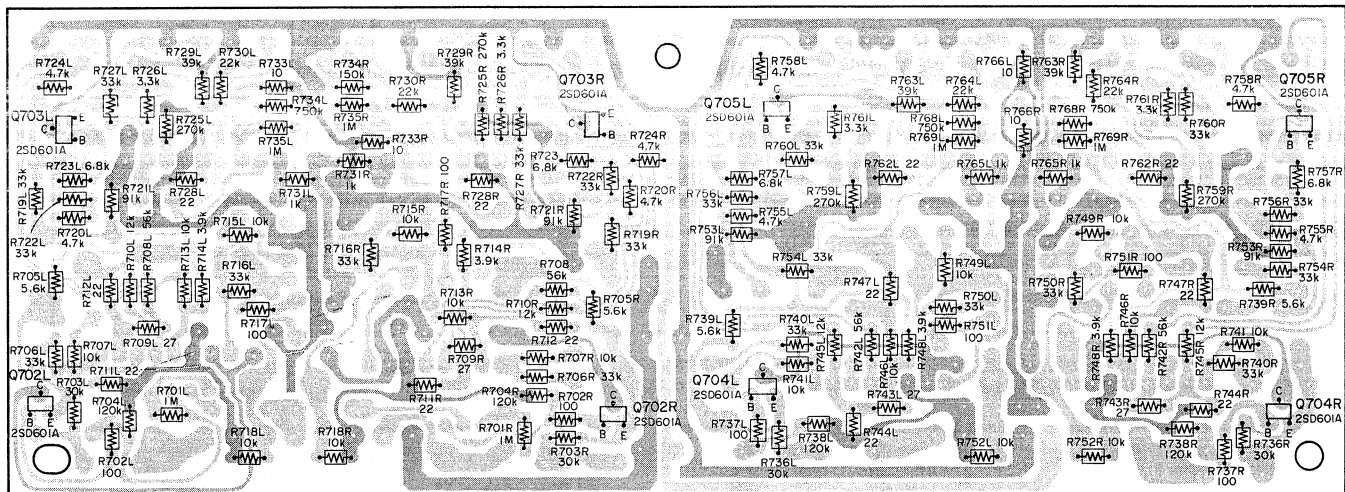 R724L
4.7k
R727L
33k
R726L
3.3k
R729L
39k
R730L
22k
R733L
10
R734L
750k
R735L
1M
R734R
150k
R735R
1M
R730R
22k
R729R
39k
R725R 270k
R726R 3.3k
Q703R
2SD601A
C
E
B
R733R
R731R
1k
Q703L
C
E
B
2SD601A
R725L
270k
R723L 6.8k
R719L 33k
R722L
33k
R720L
4.7k
R721L
91k
R728L
22
R731L
1k
R717R 100
R728R
22
R727R 33k
R723
6.8k
R722R
33k
R724R
4.7k
R720R
4.7k
R721R
91k
R719R
33k
R715L 10k
R715R
10k
R716R
33k
R714R
3.9k
R705L
5.6k
R712L
22
R710L 12k
R708L 56k
R713L 10k
R714L 3.9k
R716L
33k
R717L
100
R709L 27
R708
56k
R710R
12k
R712 22
R705R
5.6k
R713R
10k
R709R
27
R707R 10k
R706R 33k
R704R
120k
R702R
100
R703R
30k
R701R
1M
Q702R
2SD601A
C
B
E
R711R
22
R706L
33k
R707L
10k
Q702L
C
B
E
2SD601A
R703L
30k
R711L 22
R704L
120k
R701L
1M
R702L
100
R718L
10k
R718R
10k
R758L
4.7k
Q705L
2SD601A
C
B
E
R761L
3.3k
R763L
39k
R764L
22k
R768L
750k
R769L
1M
R766L
10
R763R
39k
R764R
22k
R766R
10
R768R
750k
R769R
1M
R761R
3.3k
R760R
33k
R758R
4.7k
Q705R
2SD601A
C
B
E
R760L 33k
R757L
6.8k
R756L
33k
R755L
4.7k
R753L
91k
R759L
270k
R762L 22
R765L 1k
R765R 1k
R762R 22
R759R
270k
R757R
6.8k
R756R
33k
R755R
4.7k
R753R
91k
R754R
33k
R739R 5.6k
R754L 33k
R747L
22
R749L
10k
R750L
33k
R751L
100
R749R 10k
R751R 100
R750R
33k
R747R
22
R739L
5.6k
R740L
33k
R741L
10k
R745L 12k
R742L 56k
R746L
10k
R748L 3.9k
R748R 3.9k
R746R
10k
R742R 56k
R745R 12k
R741 10k
R740R
33k
Q704L
2SD601A
C
B
E
R737L
100
R736L
30k
R738L
120k
R743L 27
R744L
22
R752L 10k
R752R 10k
R743R
27
R744R
22
R738R
120k
R737R
100
R736R
30k
Q704R
2SD601A
C
B
E